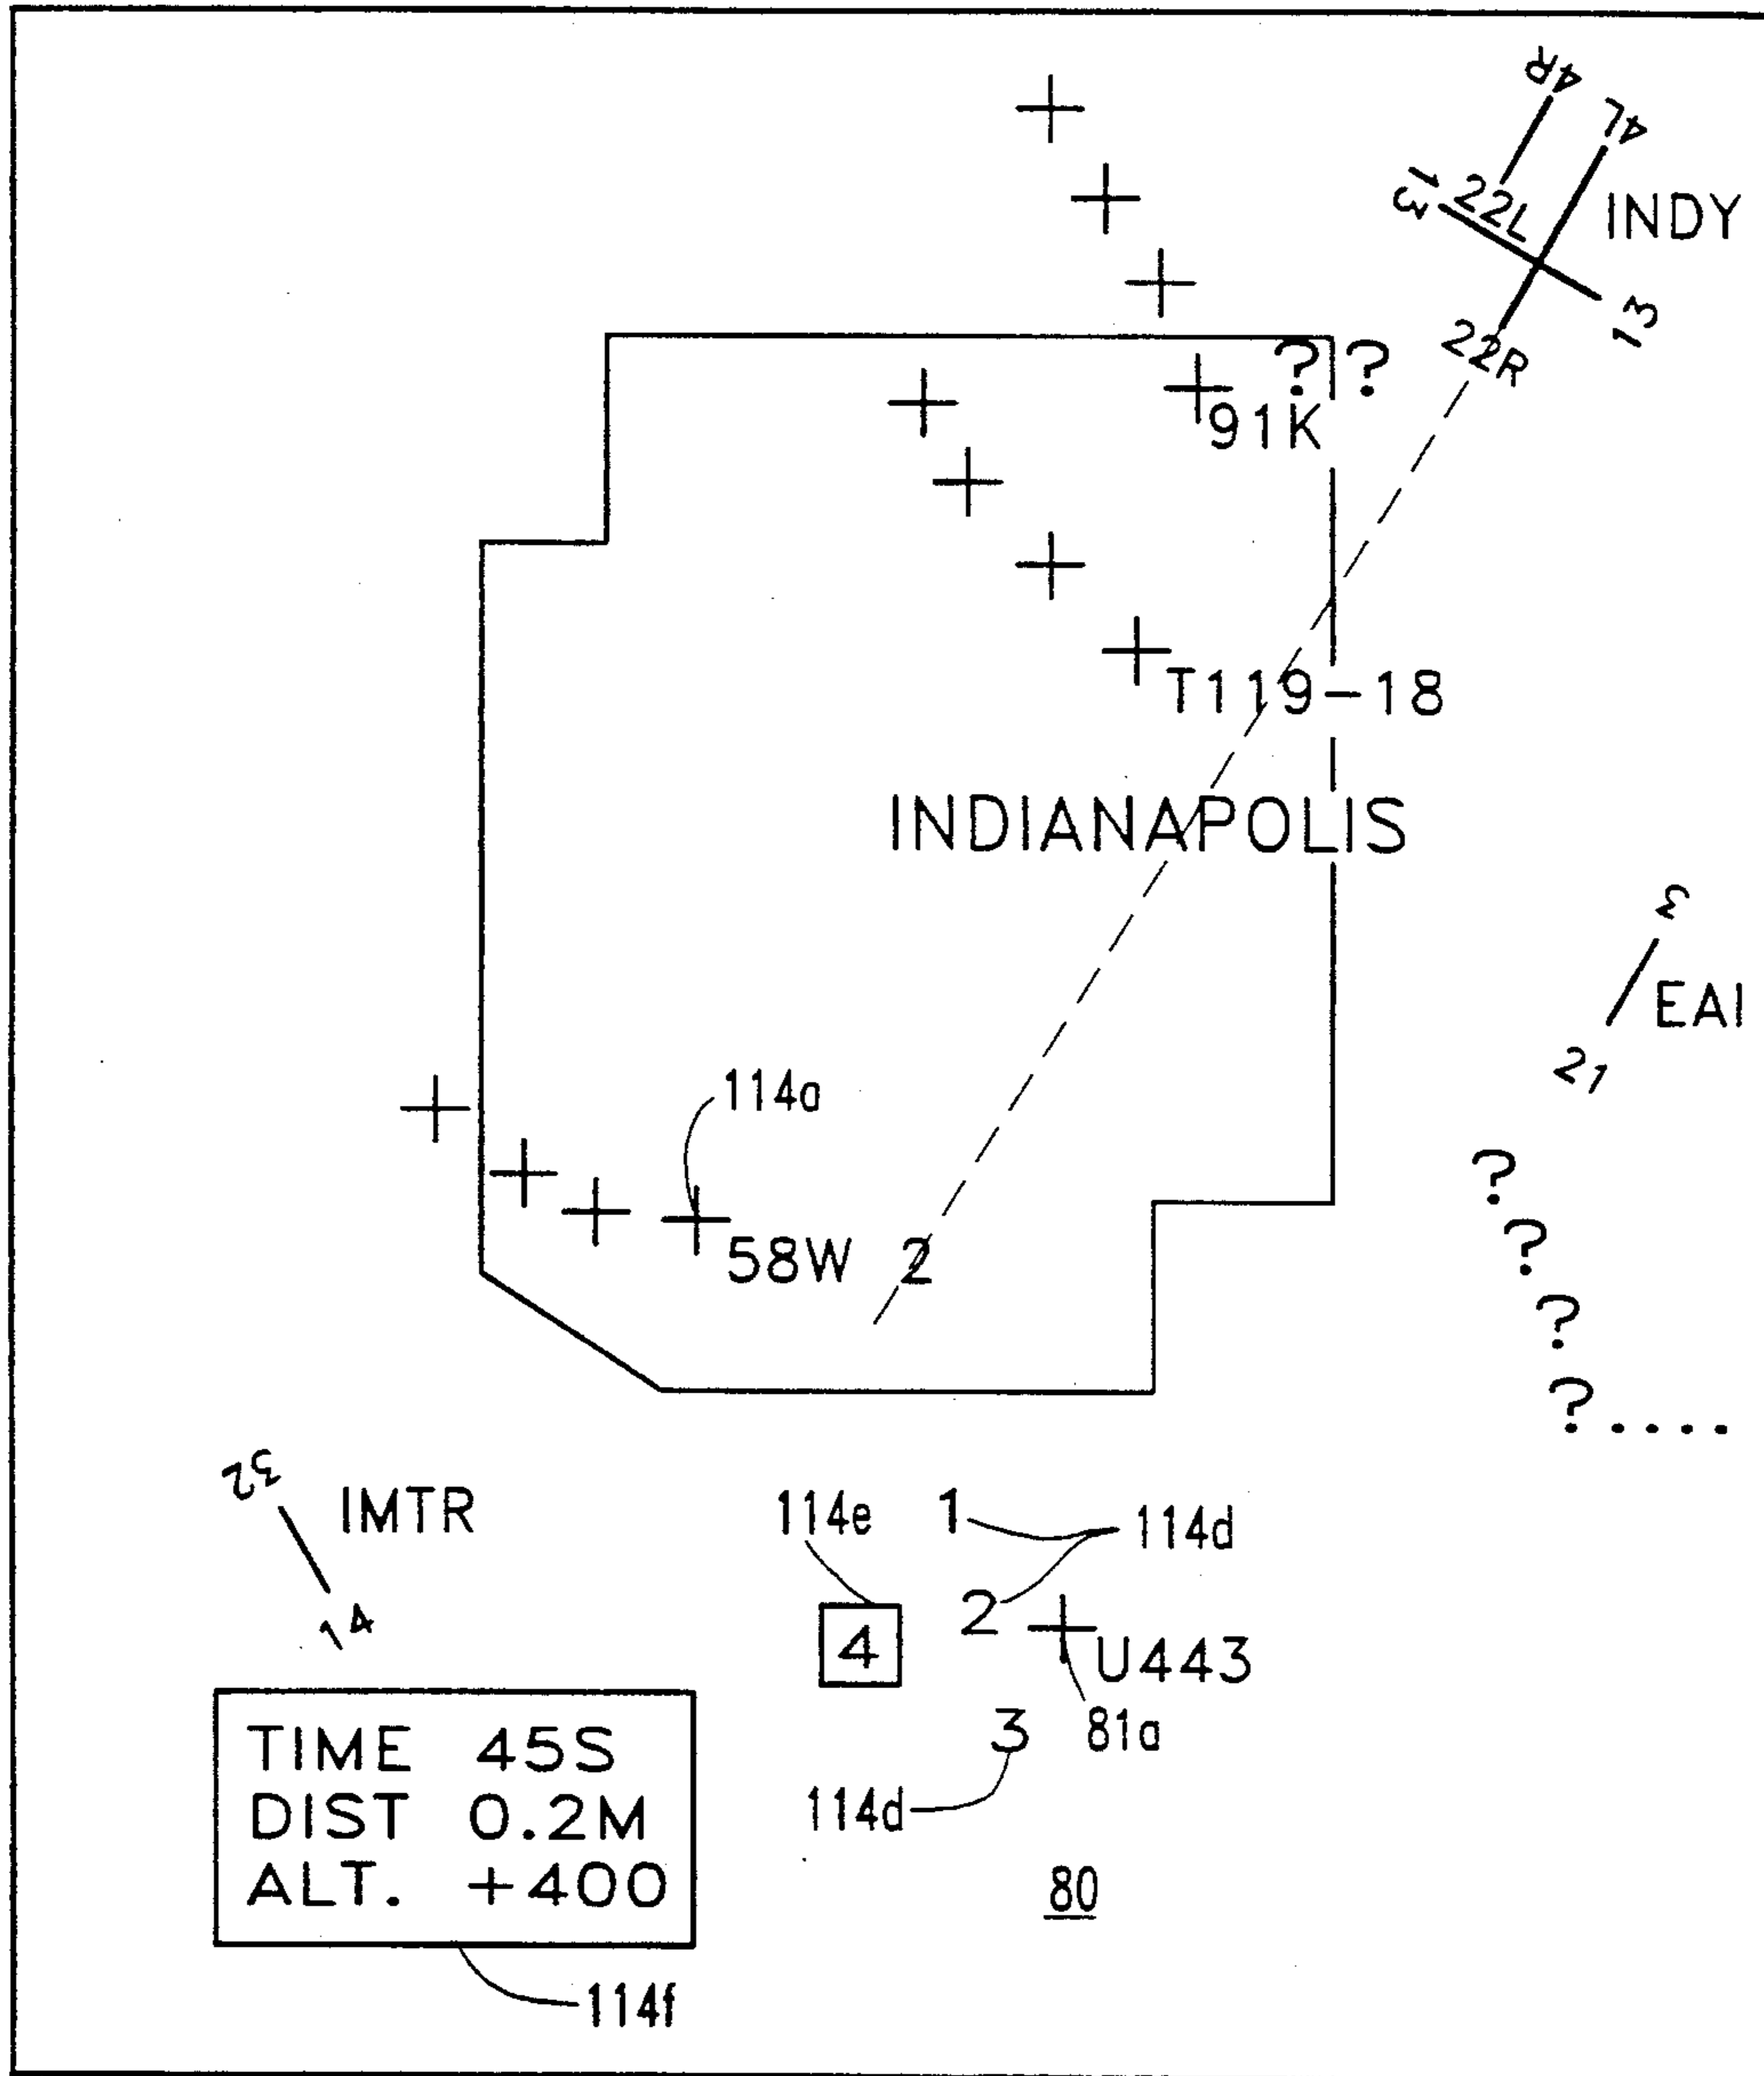 4R
4L
13
22L
INDY
13
22R
? ?
91K
T119-18
INDIANAPOLIS
3
EAI
21
114a
58W 2
?
?
?
?....
32
IMTR
14
114e
1
114d
4
2
U443
3
81a
114d
TIME 45S
DIST 0.2M
ALT. +400
80
114f